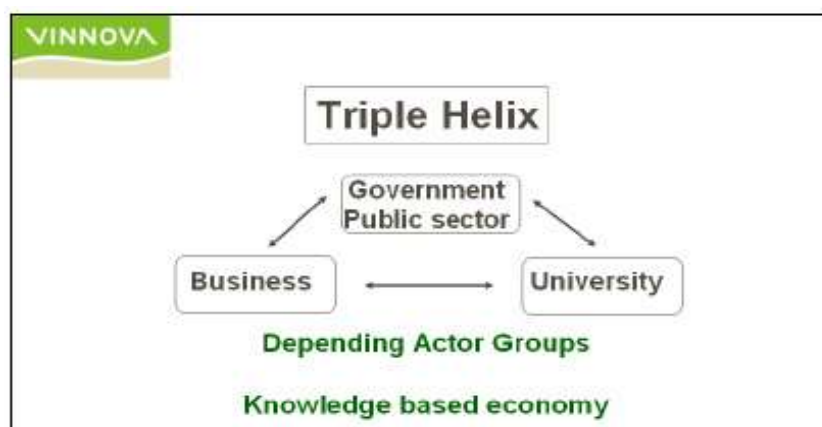 VINNOVA
Triple Helix
Government
Public sector
Business
University
Depending Actor Groups
Knowledge based economy